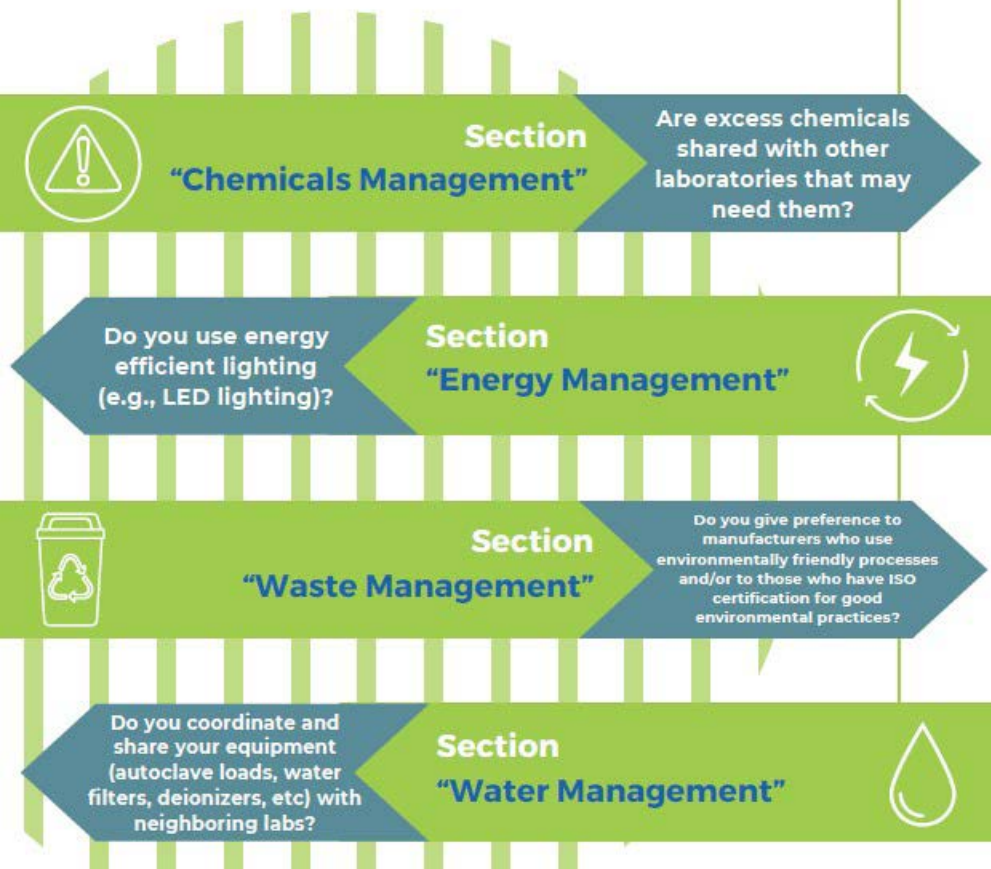 Section
“Chemicals Management”
Are excess chemicals
shared with other
laboratories that may
need them?
Do you use energy
efficient lighting
(e.g., LED lighting)?
Section
“Energy Management”
Section
“Waste Management”
Do you give preference to
manufacturers who use
environmentally friendly processes
and/or to those who have ISO
certification for good
environmental practices?
Do you coordinate and
share your equipment
(autoclave loads, water
filters, deionizers, etc) with
neighboring labs?
Section
“Water Management”